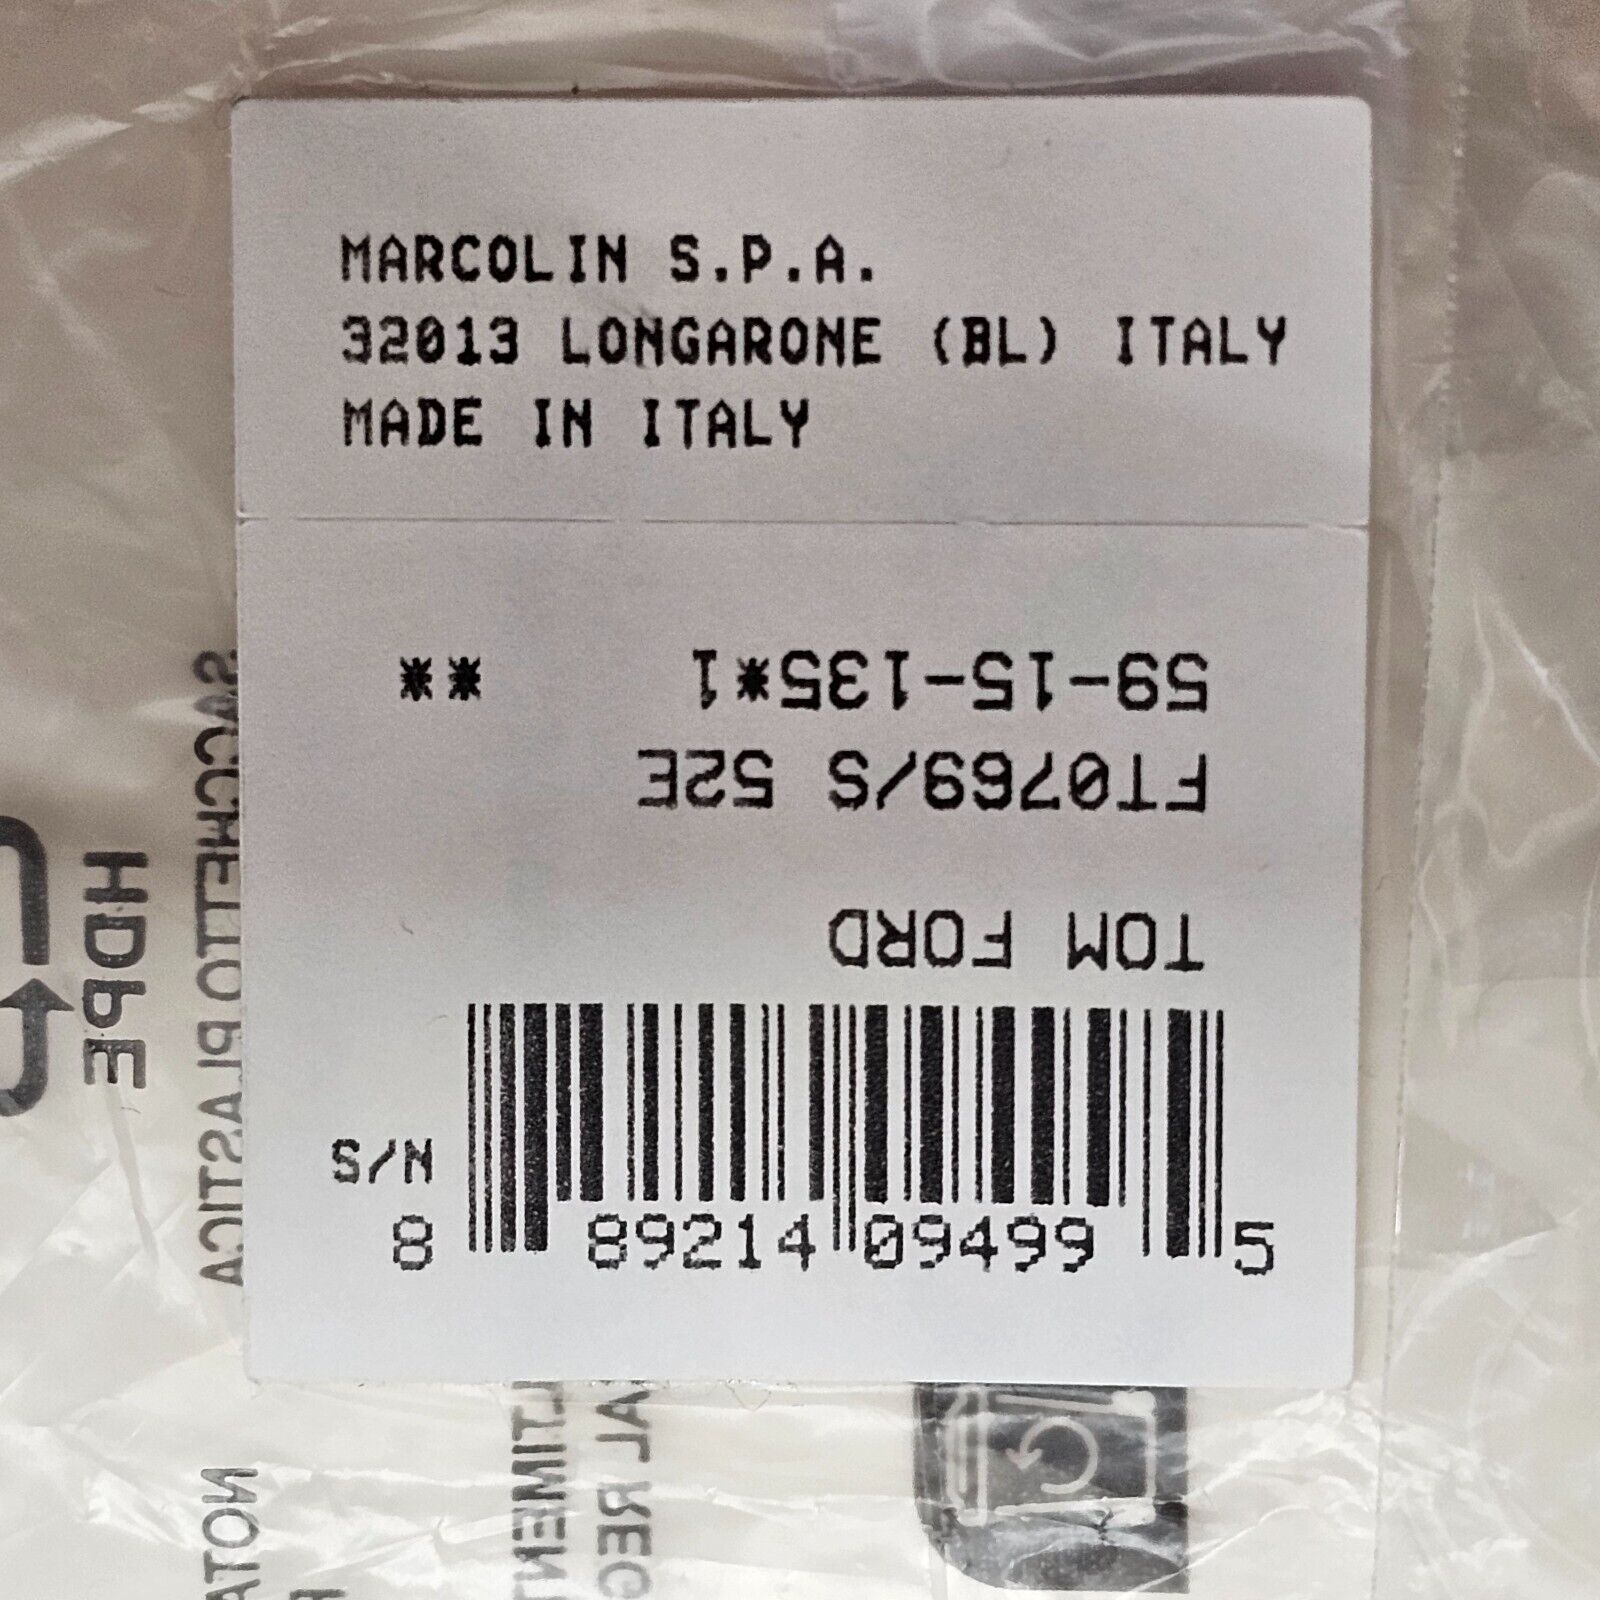 MARCOLIN S.P.A.
32013 LONGARONE (BL) ITALY
MADE IN ITALY
TOM FORD
FT0769/S 52E
59-15-135*1 **
N/S
8 89214 09499 5
HDPE
SACCHETTO PLASTICA